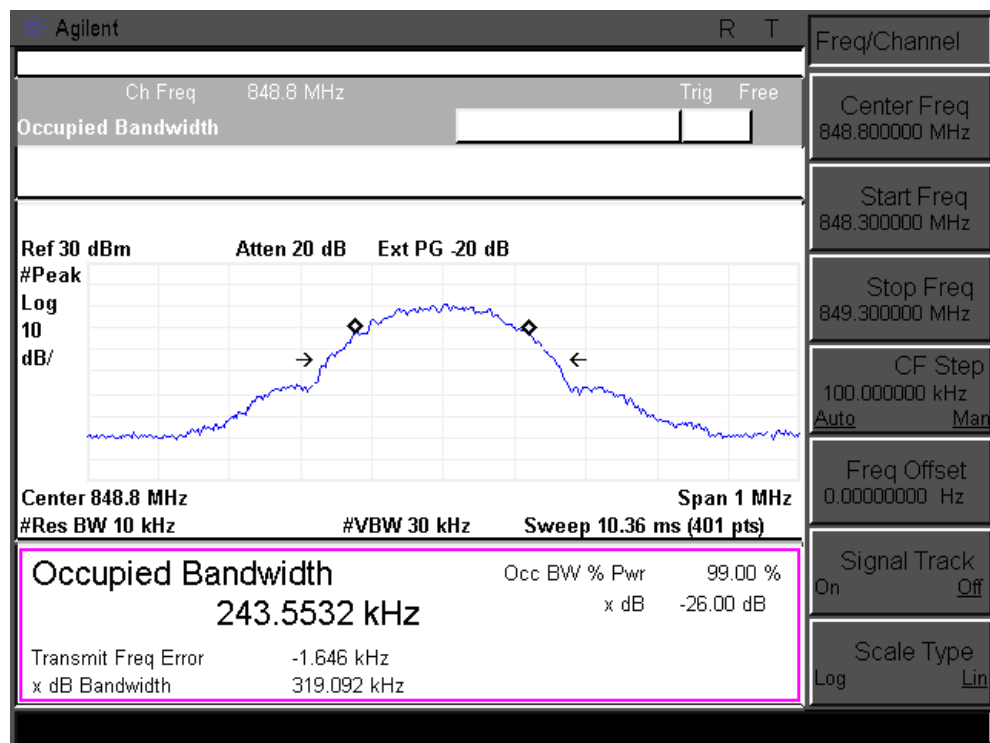 Agilent R T
Ch Freq 848.8 MHz Trig Free
Occupied Bandwidth
Ref 30 dBm Atten 20 dB Ext PG -20 dB
#Peak
Log
10
dB/
Center 848.8 MHz Span 1 MHz
#Res BW 10 kHz #VBW 30 kHz Sweep 10.36 ms (401 pts)
Occupied Bandwidth Occ BW % Pwr 99.00 %
243.5532 kHz x dB -26.00 dB
Transmit Freq Error -1.646 kHz
x dB Bandwidth 319.092 kHz
Freq/Channel
Center Freq
848.800000 MHz
Start Freq
848.300000 MHz
Stop Freq
849.300000 MHz
CF Step
100.000000 kHz
Auto Man
Freq Offset
0.00000000 Hz
Signal Track
On Off
Scale Type
Log Lin